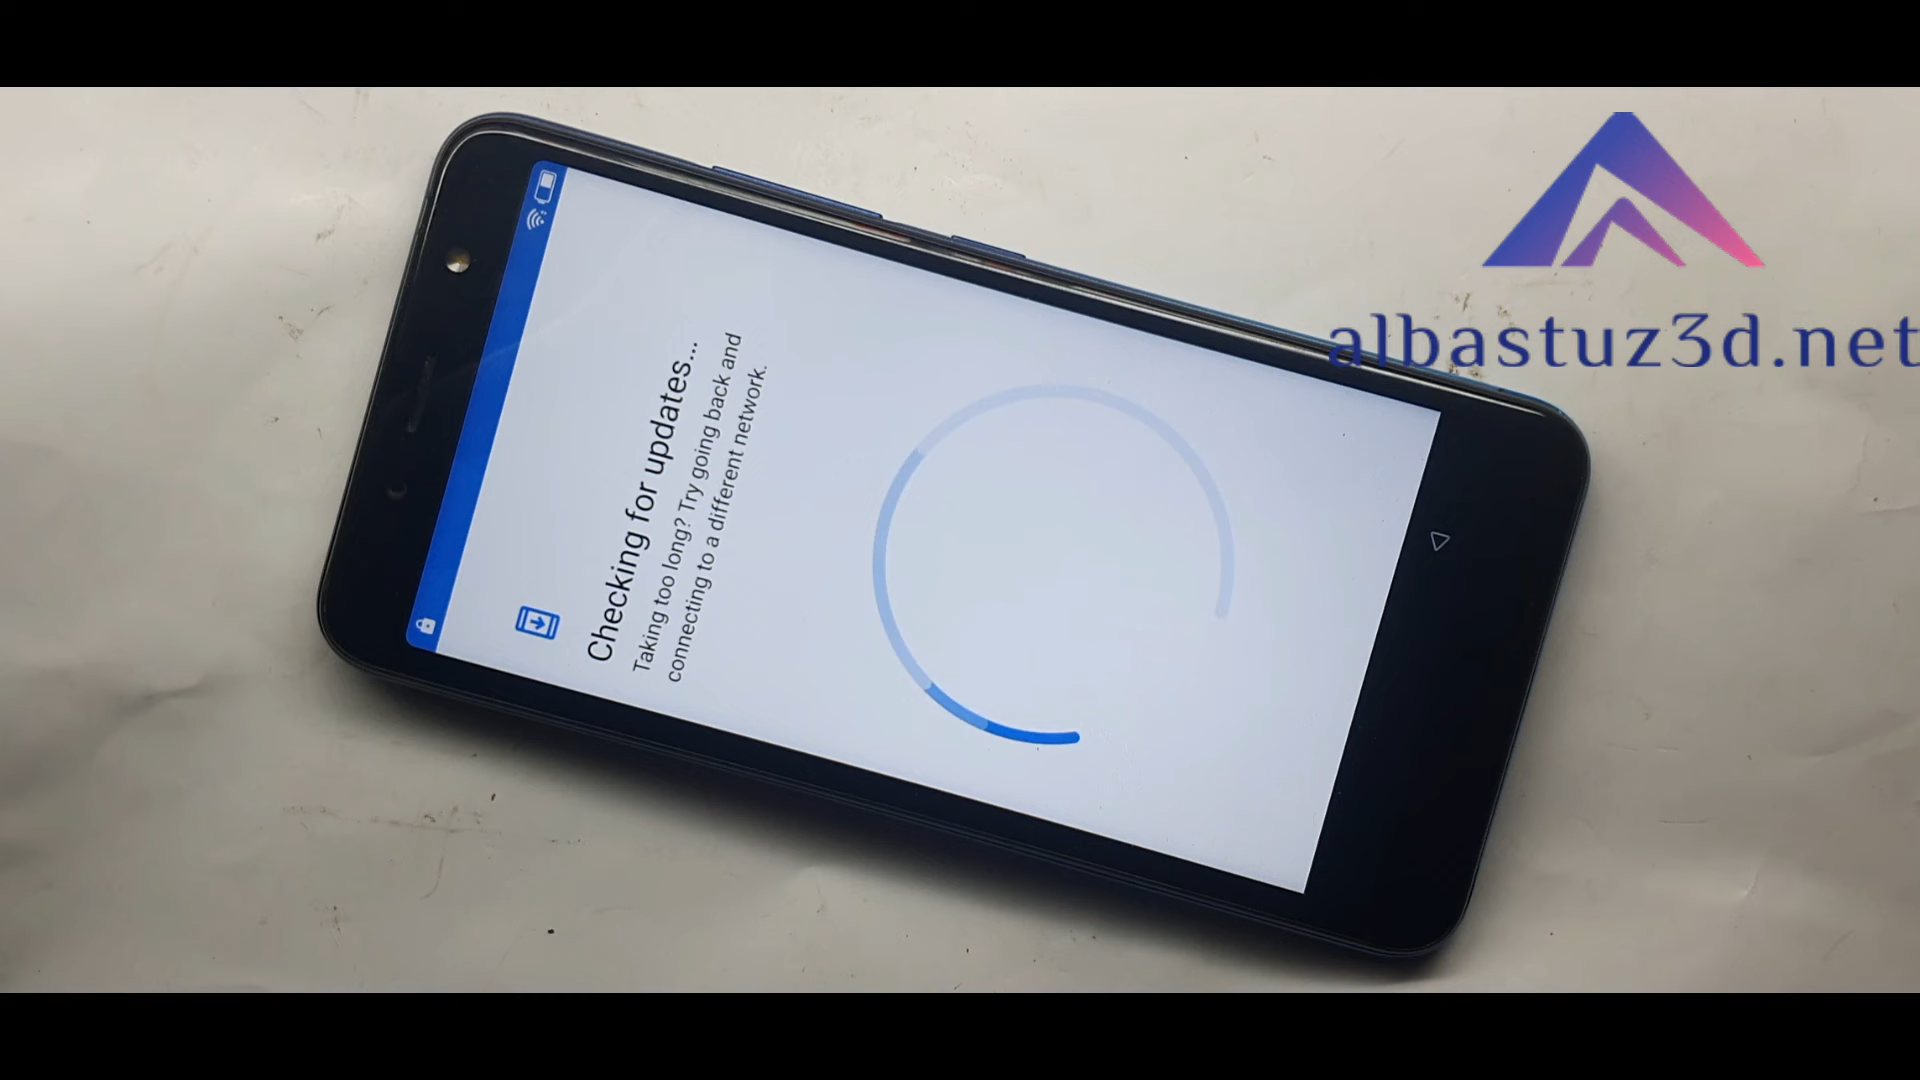 Checking for updates...
Taking too long? Try going back and
connecting to a different network.
albastuz3d.net